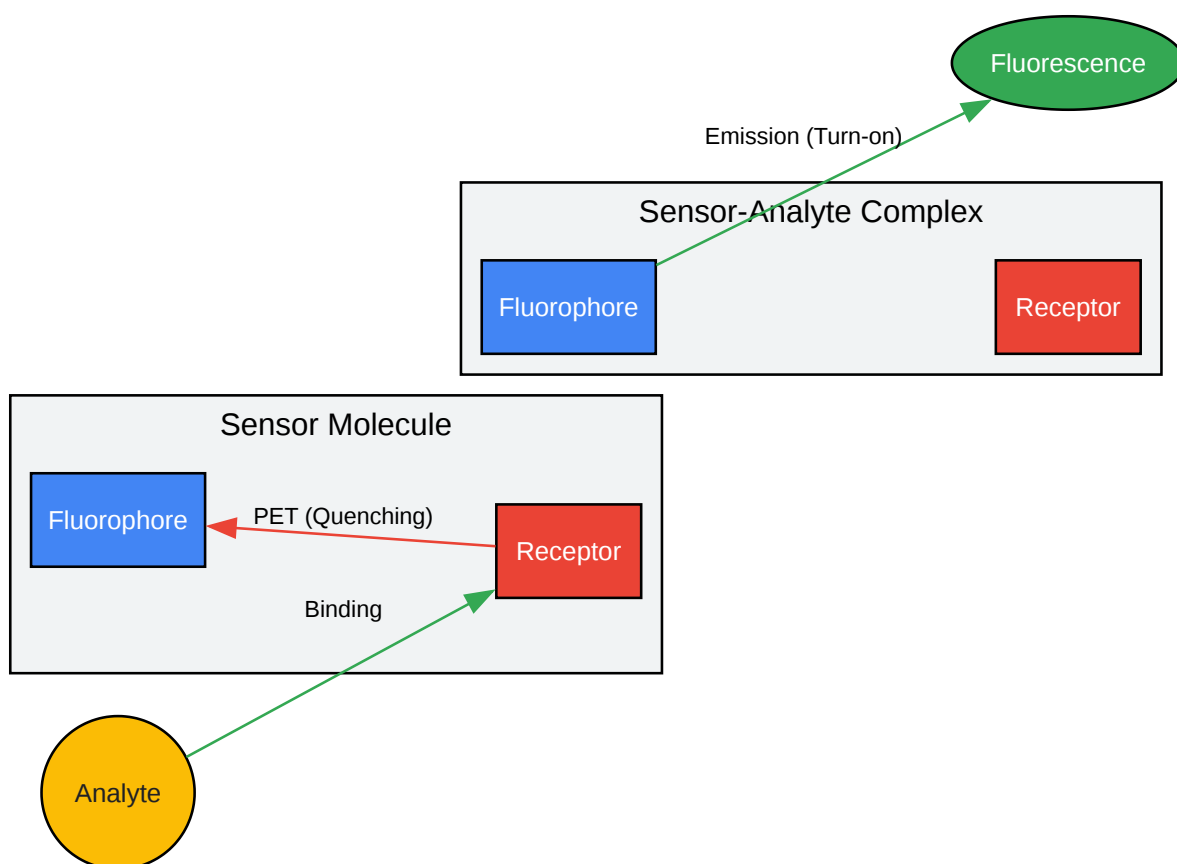 Fluorescence
Emission (Turn-on)
Sensor-Analyte Complex
Fluorophore
Receptor
Sensor Molecule
Fluorophore
PET (Quenching)
Receptor
Binding
Analyte